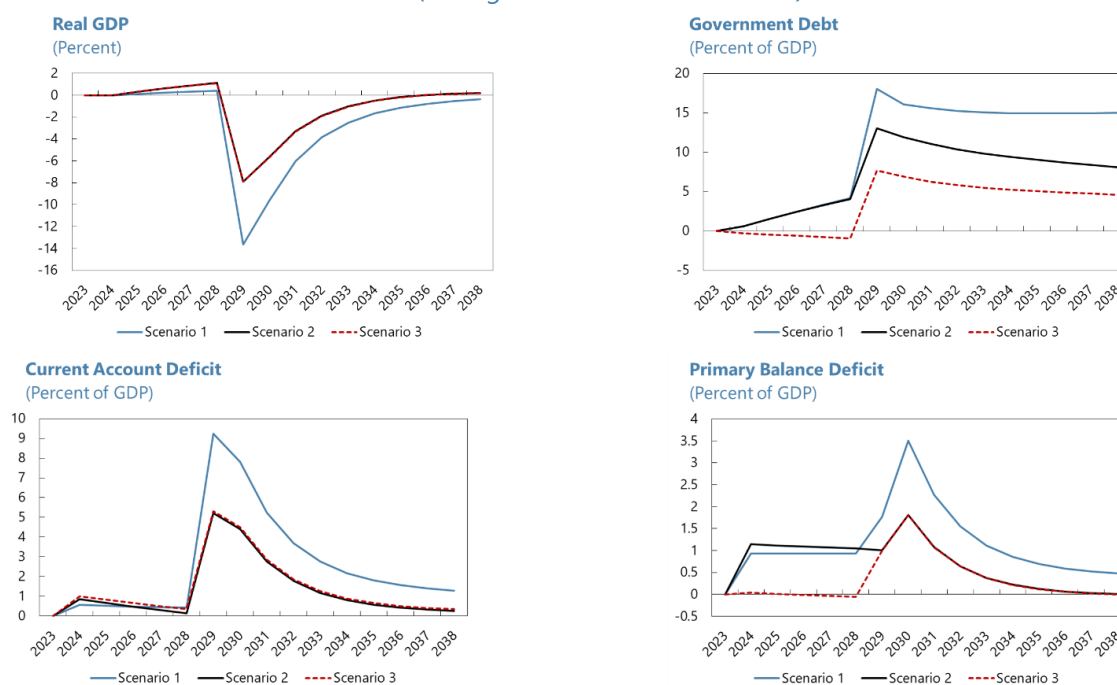 Real GDP
(Percent)
2
0
-2
-4
-6
-8
-10
-12
-14
-16
2023 2024 2025 2026 2027 2028 2029 2030 2031 2032 2033 2034 2035 2036 2037 2038
Scenario 1 Scenario 2 Scenario 3
Government Debt
(Percent of GDP)
20
15
10
5
0
-5
2023 2024 2025 2026 2027 2028 2029 2030 2031 2032 2033 2034 2035 2036 2037 2038
Scenario 1 Scenario 2 Scenario 3
Current Account Deficit
(Percent of GDP)
10
9
8
7
6
5
4
3
2
1
0
2023 2024 2025 2026 2027 2028 2029 2030 2031 2032 2033 2034 2035 2036 2037 2038
Scenario 1 Scenario 2 Scenario 3
Primary Balance Deficit
(Percent of GDP)
4
3.5
3
2.5
2
1.5
1
0.5
0
-0.5
2023 2024 2025 2026 2027 2028 2029 2030 2031 2032 2033 2034 2035 2036 2037 2038
Scenario 1 Scenario 2 Scenario 3